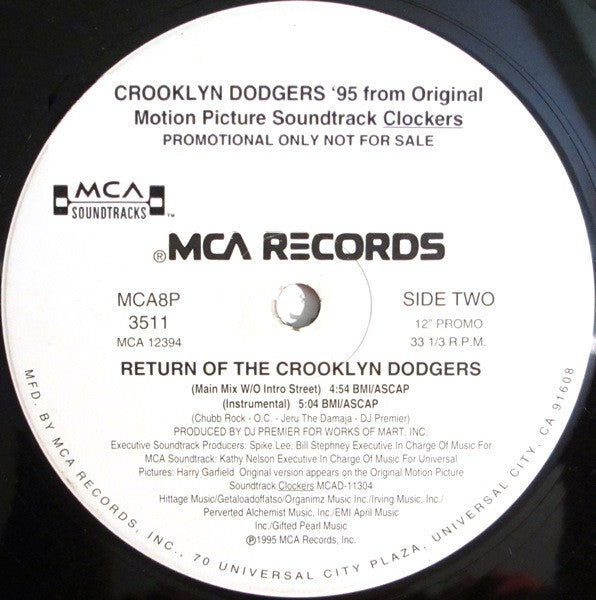 CROOKLYN DODGERS '95 from Original
Motion Picture Soundtrack Clockers
PROMOTIONAL ONLY NOT FOR SALE
MCA
SOUNDTRACKS™
®MCA RECORDS
MCA8P
3511
MCA 12394
SIDE TWO
12" PROMO
33 1/3 R.P.M.
RETURN OF THE CROOKLYN DODGERS
(Main Mix W/O Intro Street) 4:54 BMI/ASCAP
(Instrumental) 5:04 BMI/ASCAP
(Chubb Rock - O.C. - Jeru The Damaja - DJ Premier)
PRODUCED BY DJ PREMIER FOR WORKS OF MART, INC.
Executive Soundtrack Producers: Spike Lee, Bill Stephney Executive In Charge Of Music For
MCA Soundtrack: Kathy Nelson Executive In Charge Of Music For Universal
Pictures: Harry Garfield Original version appears on the Original Motion Picture
Soundtrack Clockers MCAD-11304
Hittage Music/Getaloadoffatso/Organimz Music Inc./Irving Music, Inc./
Perverted Alchemist Music, Inc./EMI April Music
Inc./Gifted Pearl Music
℗1995 MCA Records, Inc.
MFD. BY MCA RECORDS, INC., 70 UNIVERSAL CITY PLAZA, UNIVERSAL CITY, CA 91608